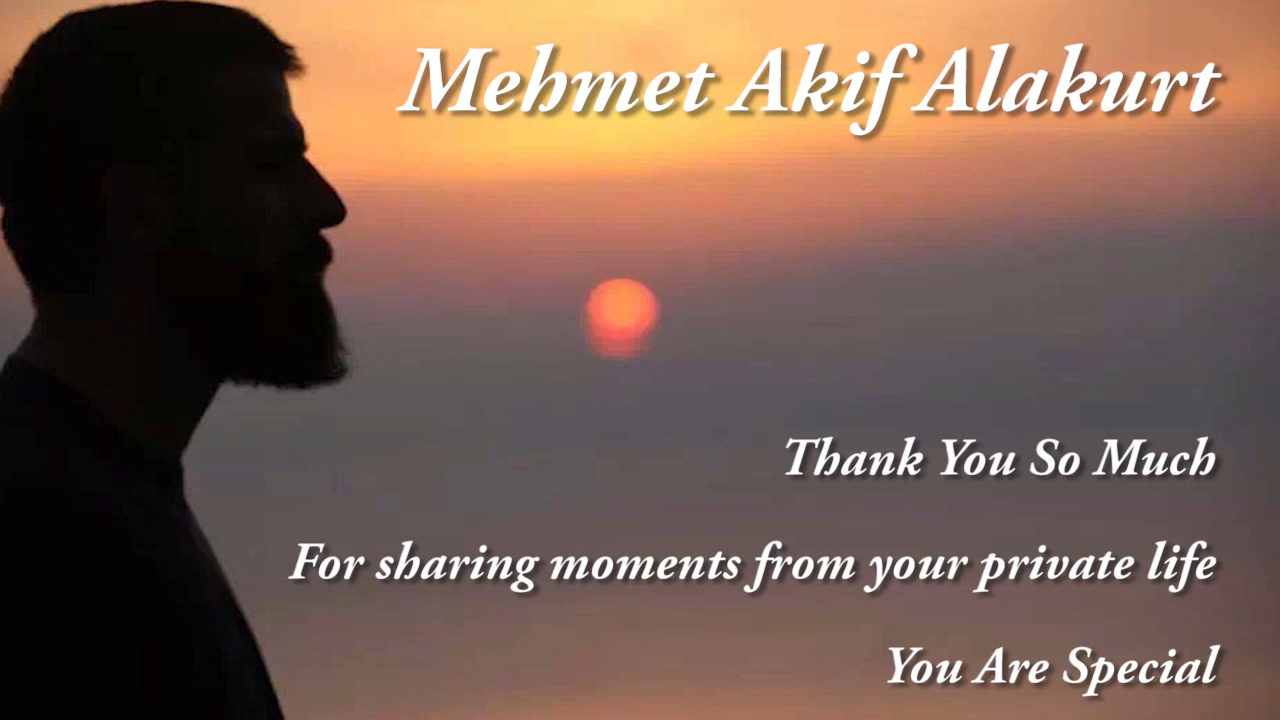 Mehmet Akif Alakurt
Thank You So Much
For sharing moments from your private life
You Are Special